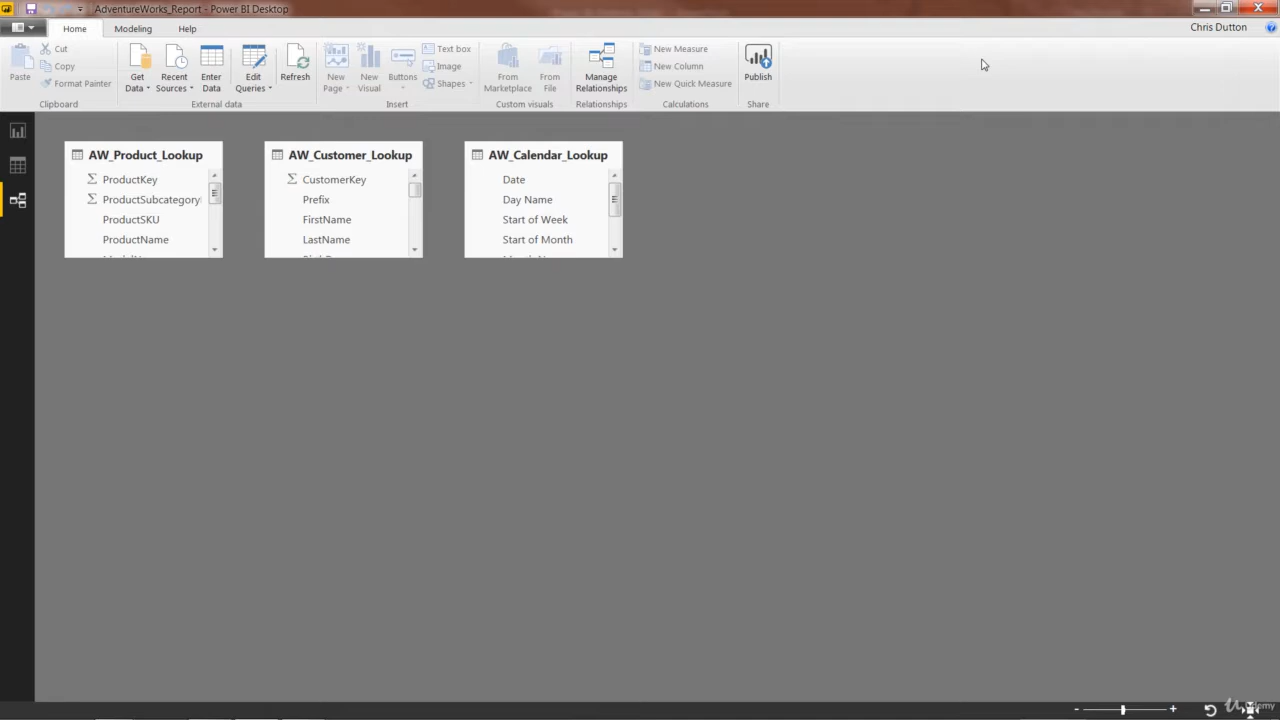 AdventureWorks_Report - Power BI Desktop
Home Modeling Help Chris Dutton
Paste Cut Copy Format Painter
Clipboard
Get Data Recent Sources Enter Data Edit Queries Refresh
External data
New Page New Visual Buttons Text box Image Shapes
Insert
From Marketplace From File
Custom visuals
Manage Relationships
Relationships
New Measure
New Column
New Quick Measure
Calculations
Publish
Share
AW_Product_Lookup
ProductKey
ProductSubcategory
ProductSKU
ProductName
AW_Customer_Lookup
CustomerKey
Prefix
FirstName
LastName
AW_Calendar_Lookup
Date
Day Name
Start of Week
Start of Month
Udemy